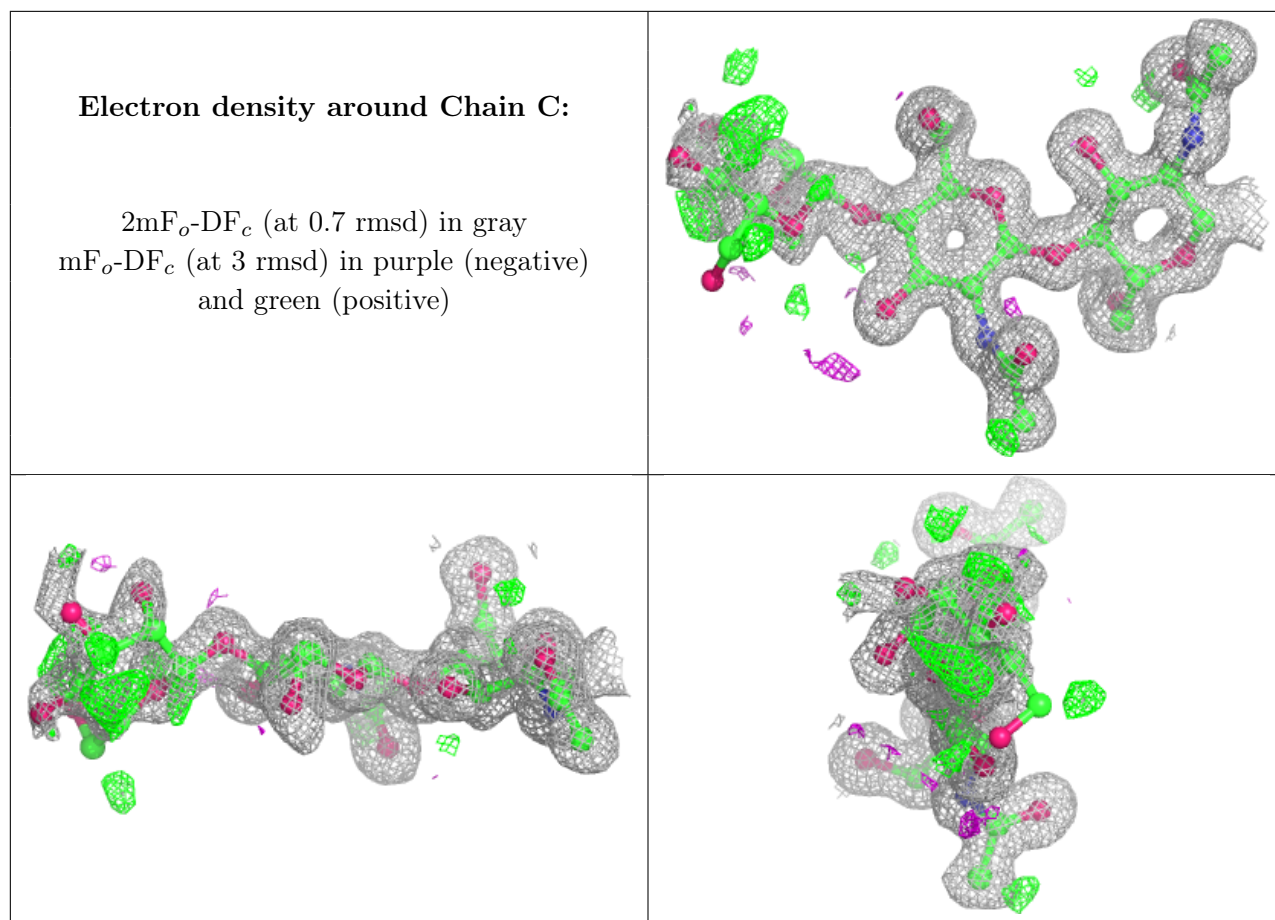 Electron density around Chain C:
2mFo-DFc (at 0.7 rmsd) in gray
mFo-DFc (at 3 rmsd) in purple (negative)
and green (positive)